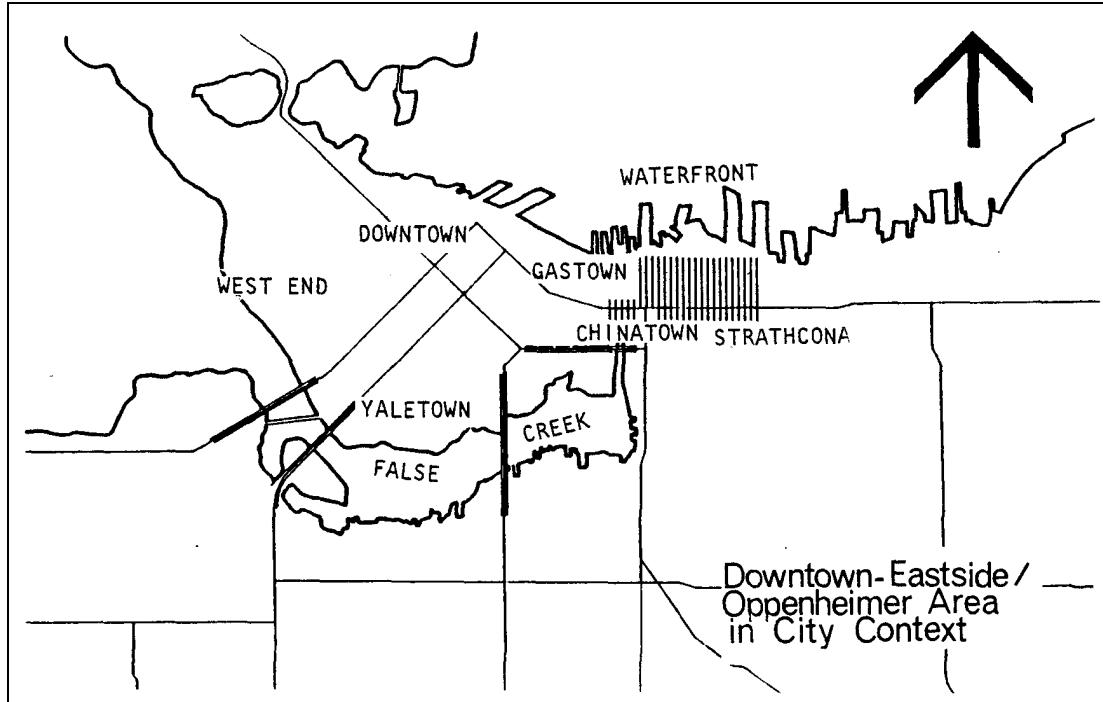 WATERFRONT
DOWNTOWN
GASTOWN
WEST END
CHINATOWN
STRATHCONA
YALETOWN
CREEK
FALSE
Downtown-Eastside/
Oppenheimer Area
in City Context